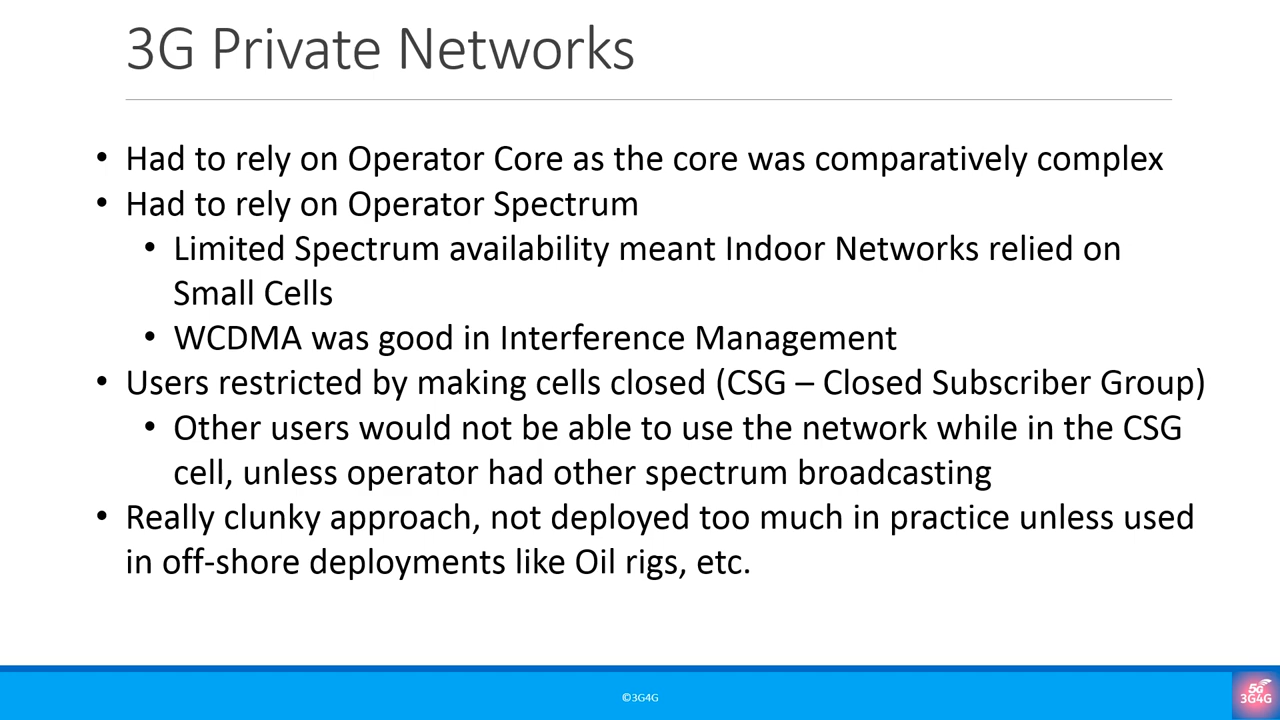 3G Private Networks
• Had to rely on Operator Core as the core was comparatively complex
• Had to rely on Operator Spectrum
• Limited Spectrum availability meant Indoor Networks relied on
Small Cells
• WCDMA was good in Interference Management
• Users restricted by making cells closed (CSG – Closed Subscriber Group)
• Other users would not be able to use the network while in the CSG
cell, unless operator had other spectrum broadcasting
• Really clunky approach, not deployed too much in practice unless used
in off-shore deployments like Oil rigs, etc.
©3G4G
5G
3G4G